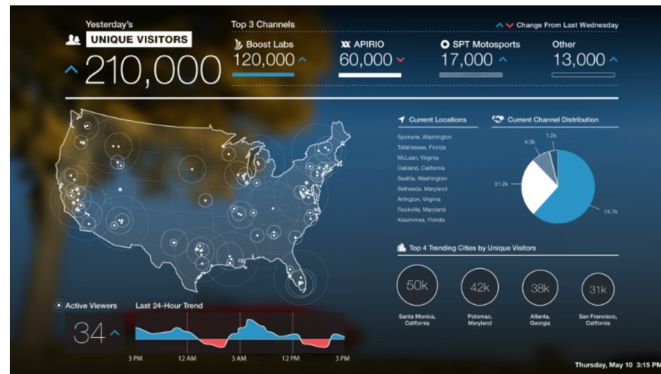 Yesterday's
UNIQUE VISITORS
210,000
Top 3 Channels
Change From Last Wednesday
Boost Labs
120,000
APIRIO
60,000
SPT Motosports
17,000
Other
13,000
Current Locations
Spokane, Washington
Tallahassee, Florida
McLean, Virginia
Oakland, California
Seattle, Washington
Bethesda, Maryland
Arlington, Virginia
Rockville, Maryland
Kissimmee, Florida
Current Channel Distribution
1.2k
4.0k
31.2k
74.7k
Top 4 Trending Cities by Unique Visitors
50k
Santa Monica,
California
42k
Potomac,
Maryland
38k
Atlanta,
Georgia
31k
San Francisco,
California
Active Viewers
34
Last 24-Hour Trend
3 PM 12 AM 3 AM 12 PM 3 PM
Thursday, May 10 3:15 PM